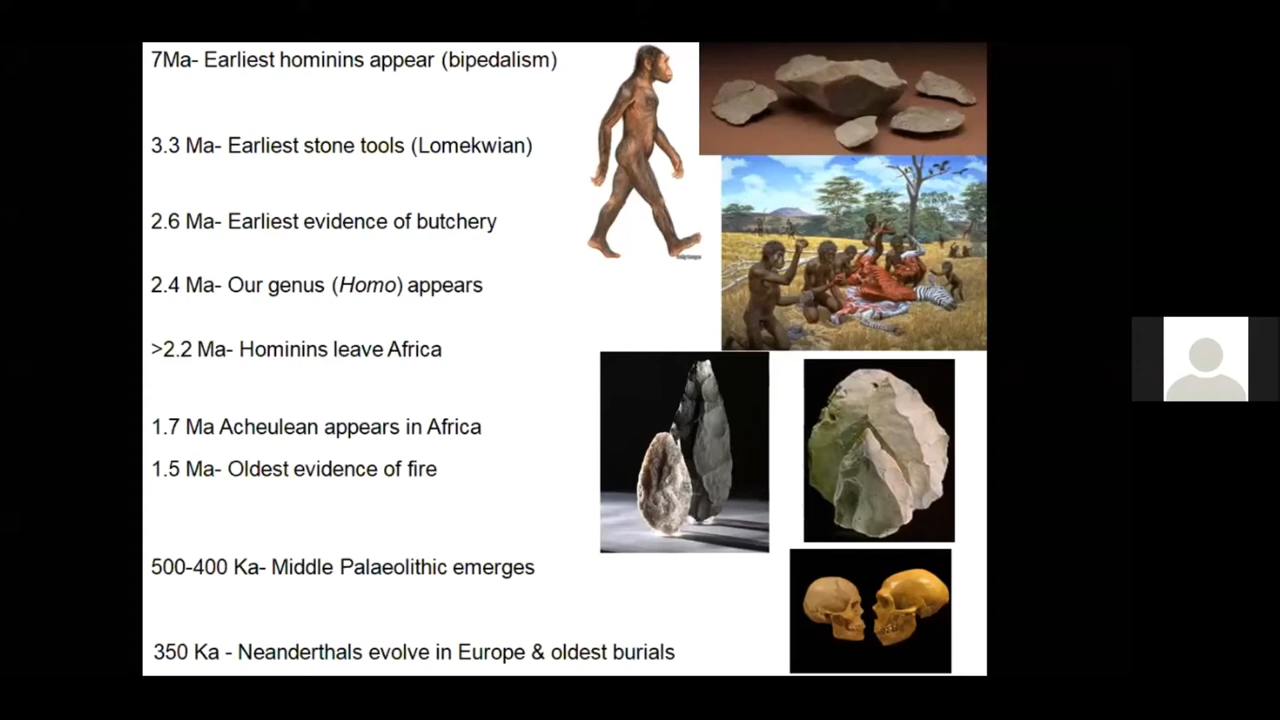 7Ma- Earliest hominins appear (bipedalism)
3.3 Ma- Earliest stone tools (Lomekwian)
2.6 Ma- Earliest evidence of butchery
2.4 Ma- Our genus (Homo) appears
>2.2 Ma- Hominins leave Africa
1.7 Ma Acheulean appears in Africa
1.5 Ma- Oldest evidence of fire
500-400 Ka- Middle Palaeolithic emerges
350 Ka - Neanderthals evolve in Europe & oldest burials